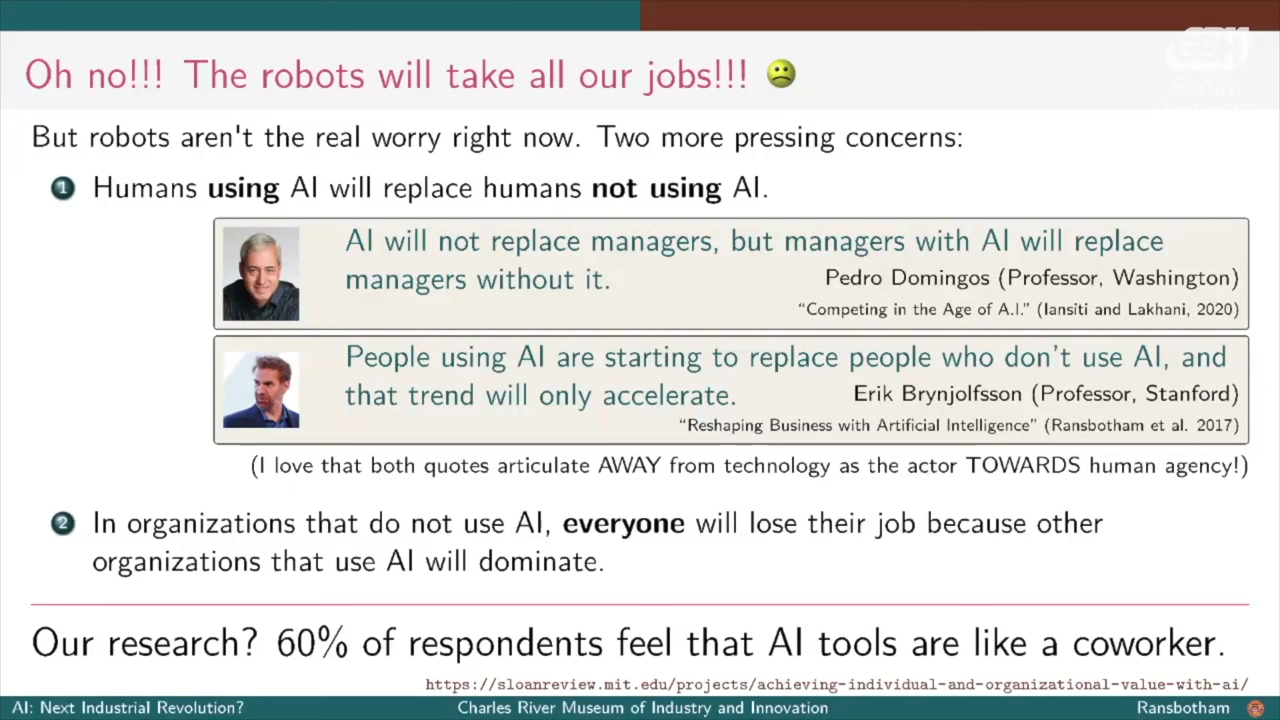 GBH
Forum
Network
Oh no!!! The robots will take all our jobs!!!
But robots aren't the real worry right now. Two more pressing concerns:
1 Humans using AI will replace humans not using AI.
AI will not replace managers, but managers with AI will replace
managers without it.
Pedro Domingos (Professor, Washington)
“Competing in the Age of A.I.” (Iansiti and Lakhani, 2020)
People using AI are starting to replace people who don’t use AI, and
that trend will only accelerate.
Erik Brynjolfsson (Professor, Stanford)
“Reshaping Business with Artificial Intelligence” (Ransbotham et al. 2017)
(I love that both quotes articulate AWAY from technology as the actor TOWARDS human agency!)
2 In organizations that do not use AI, everyone will lose their job because other
organizations that use AI will dominate.
Our research? 60% of respondents feel that AI tools are like a coworker.
https://sloanreview.mit.edu/projects/achieving-individual-and-organizational-value-with-ai/
AI: Next Industrial Revolution?
Charles River Museum of Industry and Innovation
Ransbotham